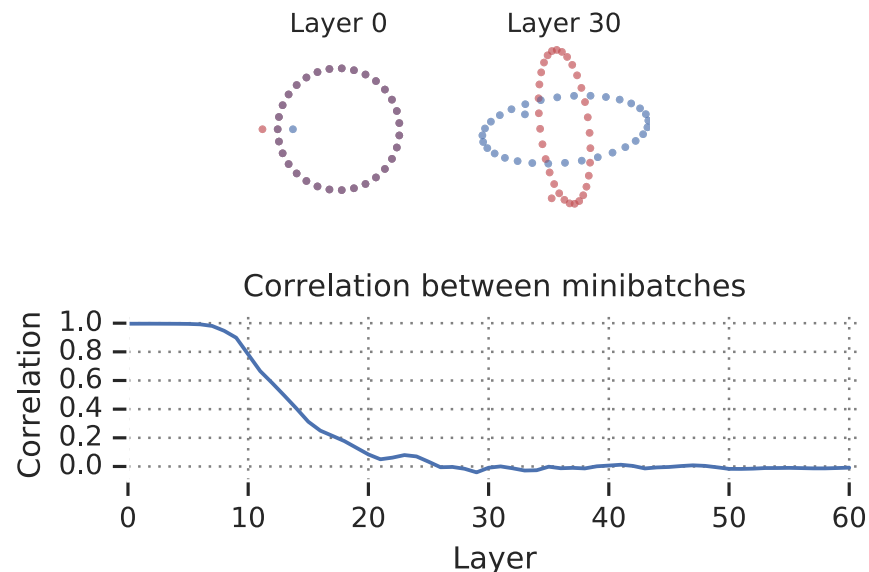 Layer 0
Layer 30
Correlation between minibatches
Correlation
1.0
0.8
0.6
0.4
0.2
0.0
0 10 20 30 40 50 60
Layer